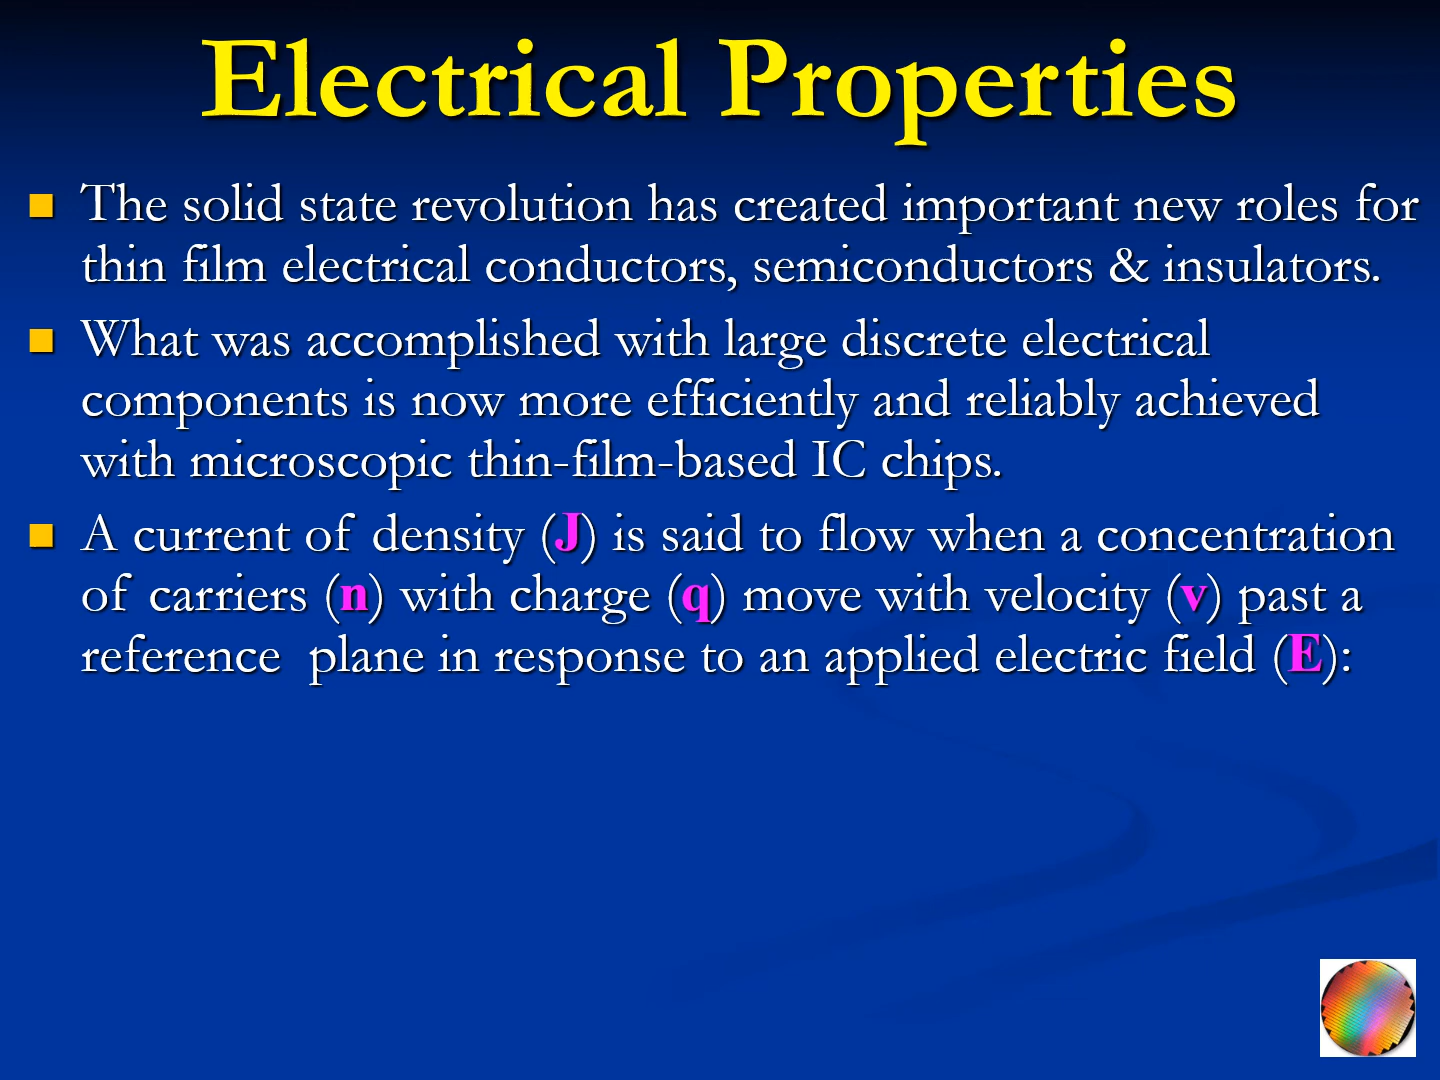 Electrical Properties
The solid state revolution has created important new roles for
thin film electrical conductors, semiconductors & insulators.
What was accomplished with large discrete electrical
components is now more efficiently and reliably achieved
with microscopic thin-film-based IC chips.
A current of density (J) is said to flow when a concentration
of carriers (n) with charge (q) move with velocity (v) past a
reference plane in response to an applied electric field (E):